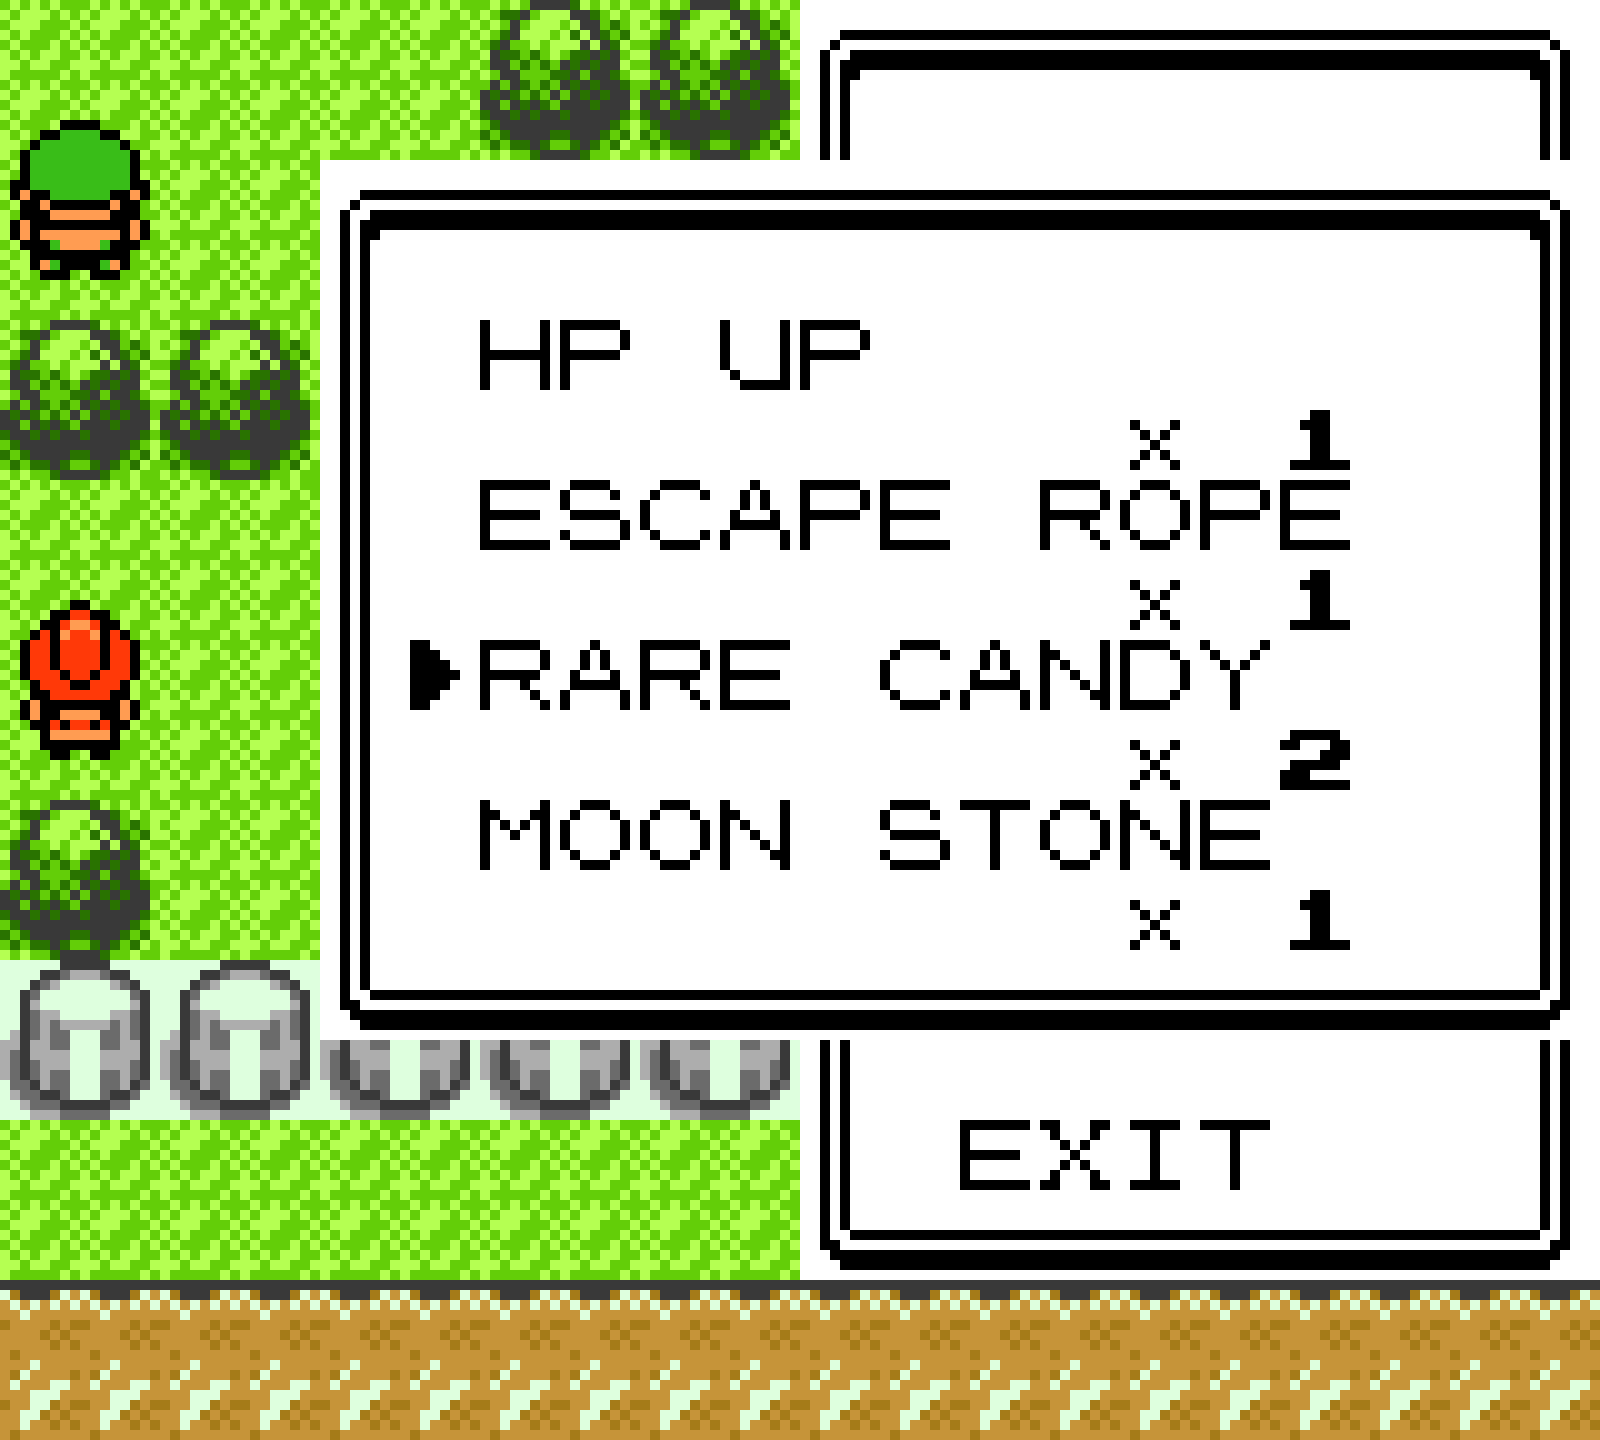 HP UP
× 1
ESCAPE ROPE
× 1
▶RARE CANDY
× 2
MOON STONE
× 1
EXIT